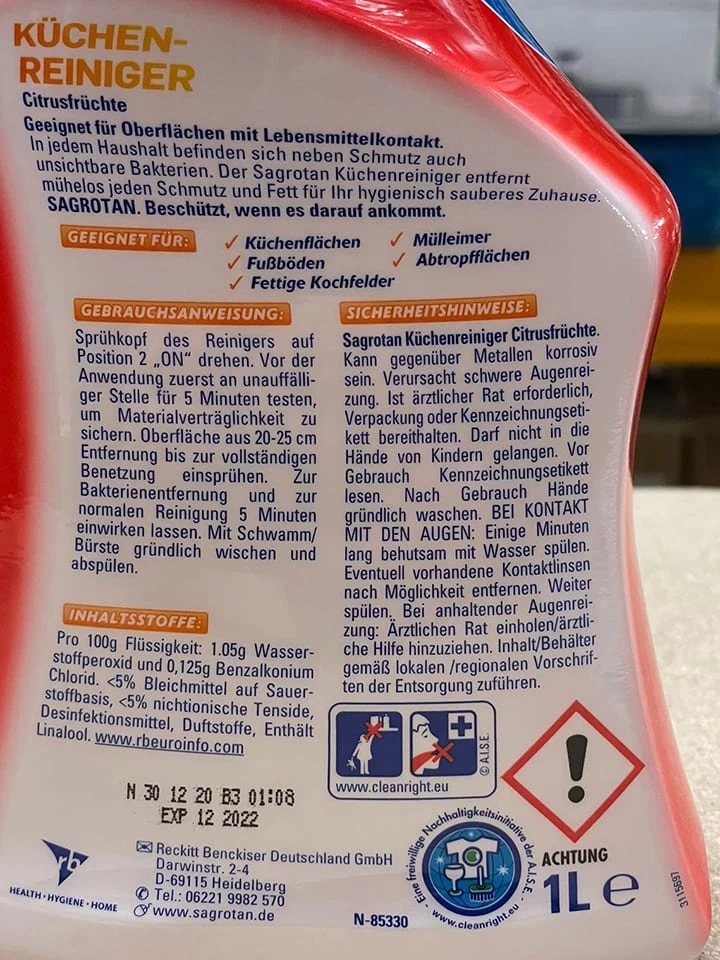 KÜCHEN-
REINIGER
Citrusfrüchte
Geeignet für Oberflächen mit Lebensmittelkontakt.
In jedem Haushalt befinden sich neben Schmutz auch
unsichtbare Bakterien. Der Sagrotan Küchenreiniger entfernt
mühelos jeden Schmutz und Fett für Ihr hygienisch sauberes Zuhause.
SAGROTAN. Beschützt, wenn es darauf ankommt.
GEEIGNET FÜR:
✓ Küchenflächen
✓ Fußböden
✓ Fettige Kochfelder
✓ Mülleimer
✓ Abtropfflächen
GEBRAUCHSANWEISUNG:
Sprühkopf des Reinigers auf
Position 2 „ON“ drehen. Vor der
Anwendung zuerst an unauffälli-
ger Stelle für 5 Minuten testen,
um Materialverträglichkeit zu
sichern. Oberfläche aus 20-25 cm
Entfernung bis zur vollständigen
Benetzung einsprühen. Zur
Bakterienentfernung und zur
normalen Reinigung 5 Minuten
einwirken lassen. Mit Schwamm/
Bürste gründlich wischen und
abspülen.
INHALTSSTOFFE:
Pro 100g Flüssigkeit: 1.05g Wasser-
stoffperoxid und 0,125g Benzalkonium
Chlorid. <5% Bleichmittel auf Sauer-
stoffbasis, <5% nichtionische Tenside,
Desinfektionsmittel, Duftstoffe, Enthält
Linalool. www.rbeuroinfo.com
SICHERHEITSHINWEISE:
Sagrotan Küchenreiniger Citrusfrüchte.
Kann gegenüber Metallen korrosiv
sein. Verursacht schwere Augenrei-
zung. Ist ärztlicher Rat erforderlich,
Verpackung oder Kennzeichnungseti-
kett bereithalten. Darf nicht in die
Hände von Kindern gelangen. Vor
Gebrauch Kennzeichnungsetikett
lesen. Nach Gebrauch Hände
gründlich waschen. BEI KONTAKT
MIT DEN AUGEN: Einige Minuten
lang behutsam mit Wasser spülen.
Eventuell vorhandene Kontaktlinsen
nach Möglichkeit entfernen. Weiter
spülen. Bei anhaltender Augenrei-
zung: Ärztlichen Rat einholen/ärztli-
che Hilfe hinzuziehen. Inhalt/Behälter
gemäß lokalen /regionalen Vorschrif-
ten der Entsorgung zuführen.
www.cleanright.eu
© A.I.S.E.
N 30 12 20 B3 01:08
EXP 12 2022
rb
HEALTH • HYGIENE • HOME
Reckitt Benckiser Deutschland GmbH
Darwinstr. 2-4
D-69115 Heidelberg
Tel.: 06221 9982 570
www.sagrotan.de
N-85330
Eine freiwillige Nachhaltigkeitsinitiative der A.I.S.E.
www.cleanright.eu
ACHTUNG
1L e
3115697